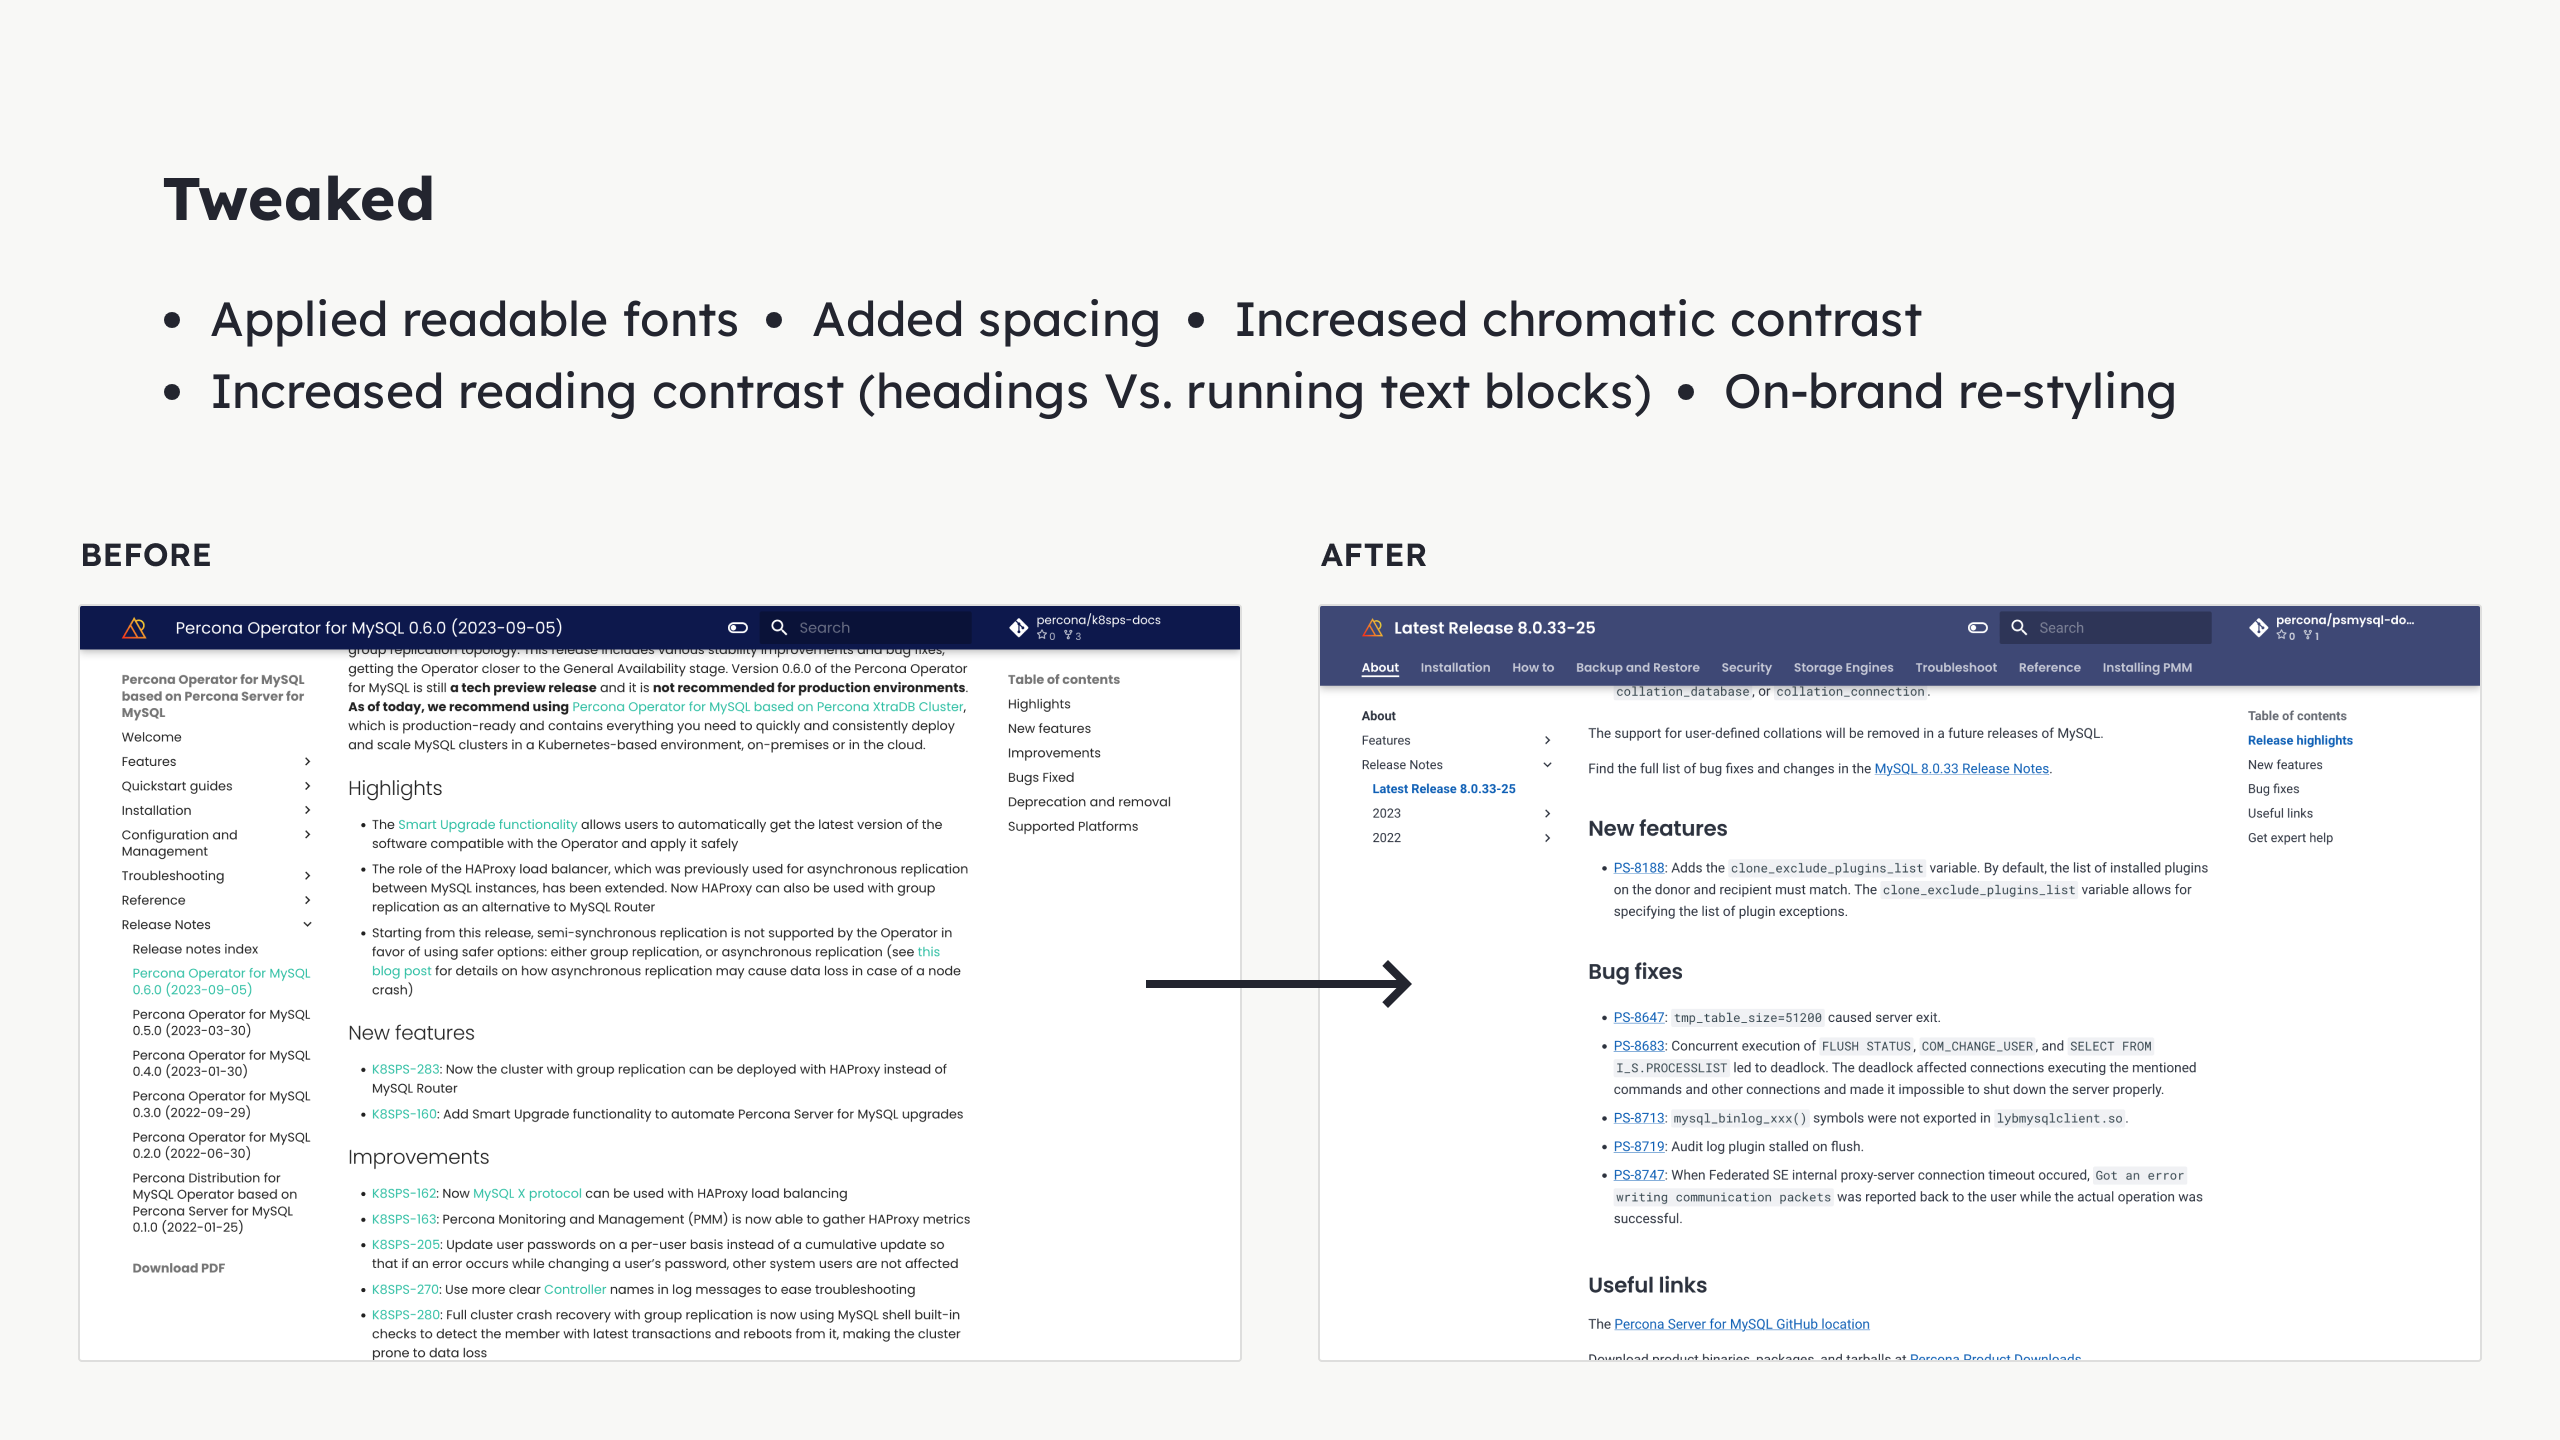 Tweaked
• Applied readable fonts • Added spacing • Increased chromatic contrast
• Increased reading contrast (headings Vs. running text blocks) • On-brand re-styling
BEFORE
Percona Operator for MySQL 0.6.0 (2023-09-05)
Search
percona/k8sps-docs
0 3
Percona Operator for MySQL
based on Percona Server for
MySQL
Welcome
Features
Quickstart guides
Installation
Configuration and
Management
Troubleshooting
Reference
Release Notes
Release notes index
Percona Operator for MySQL
0.6.0 (2023-09-05)
Percona Operator for MySQL
0.5.0 (2023-03-30)
Percona Operator for MySQL
0.4.0 (2023-01-30)
Percona Operator for MySQL
0.3.0 (2022-09-29)
Percona Operator for MySQL
0.2.0 (2022-06-30)
Percona Distribution for
MySQL Operator based on
Percona Server for MySQL
0.1.0 (2022-01-25)
Download PDF
group replication topology. This release includes various stability improvements and bug fixes,
getting the Operator closer to the General Availability stage. Version 0.6.0 of the Percona Operator
for MySQL is still a tech preview release and it is not recommended for production environments.
As of today, we recommend using Percona Operator for MySQL based on Percona XtraDB Cluster,
which is production-ready and contains everything you need to quickly and consistently deploy
and scale MySQL clusters in a Kubernetes-based environment, on-premises or in the cloud.
Highlights
• The Smart Upgrade functionality allows users to automatically get the latest version of the
software compatible with the Operator and apply it safely
• The role of the HAProxy load balancer, which was previously used for asynchronous replication
between MySQL instances, has been extended. Now HAProxy can also be used with group
replication as an alternative to MySQL Router
• Starting from this release, semi-synchronous replication is not supported by the Operator in
favor of using safer options: either group replication, or asynchronous replication (see this
blog post for details on how asynchronous replication may cause data loss in case of a node
crash)
New features
• K8SPS-283: Now the cluster with group replication can be deployed with HAProxy instead of
MySQL Router
• K8SPS-160: Add Smart Upgrade functionality to automate Percona Server for MySQL upgrades
Improvements
• K8SPS-162: Now MySQL X protocol can be used with HAProxy load balancing
• K8SPS-163: Percona Monitoring and Management (PMM) is now able to gather HAProxy metrics
• K8SPS-205: Update user passwords on a per-user basis instead of a cumulative update so
that if an error occurs while changing a user's password, other system users are not affected
• K8SPS-270: Use more clear Controller names in log messages to ease troubleshooting
• K8SPS-280: Full cluster crash recovery with group replication is now using MySQL shell built-in
checks to detect the member with latest transactions and reboots from it, making the cluster
prone to data loss
Table of contents
Highlights
New features
Improvements
Bugs Fixed
Deprecation and removal
Supported Platforms
AFTER
Latest Release 8.0.33-25
Search
percona/psmysql-do...
0 1
About Installation How to Backup and Restore Security Storage Engines Troubleshoot Reference Installing PMM
About
Features
Release Notes
Latest Release 8.0.33-25
2023
2022
collation_database, or collation_connection.
The support for user-defined collations will be removed in a future releases of MySQL.
Find the full list of bug fixes and changes in the MySQL 8.0.33 Release Notes.
New features
• PS-8188: Adds the clone_exclude_plugins_list variable. By default, the list of installed plugins
on the donor and recipient must match. The clone_exclude_plugins_list variable allows for
specifying the list of plugin exceptions.
Bug fixes
• PS-8647: tmp_table_size=51200 caused server exit.
• PS-8683: Concurrent execution of FLUSH STATUS, COM_CHANGE_USER, and SELECT FROM
I_S.PROCESSLIST led to deadlock. The deadlock affected connections executing the mentioned
commands and other connections and made it impossible to shut down the server properly.
• PS-8713: mysql_binlog_xxx() symbols were not exported in lybmysqlclient.so.
• PS-8719: Audit log plugin stalled on flush.
• PS-8747: When Federated SE internal proxy-server connection timeout occured, Got an error
writing communication packets was reported back to the user while the actual operation was
successful.
Useful links
The Percona Server for MySQL GitHub location
Download product binaries, packages, and tarballs at Percona Product Downloads
Table of contents
Release highlights
New features
Bug fixes
Useful links
Get expert help